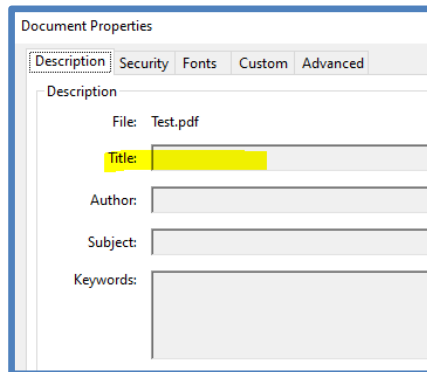 Document Properties
Description Security Fonts Custom Advanced
Description
File: Test.pdf
Title:
Author:
Subject:
Keywords: